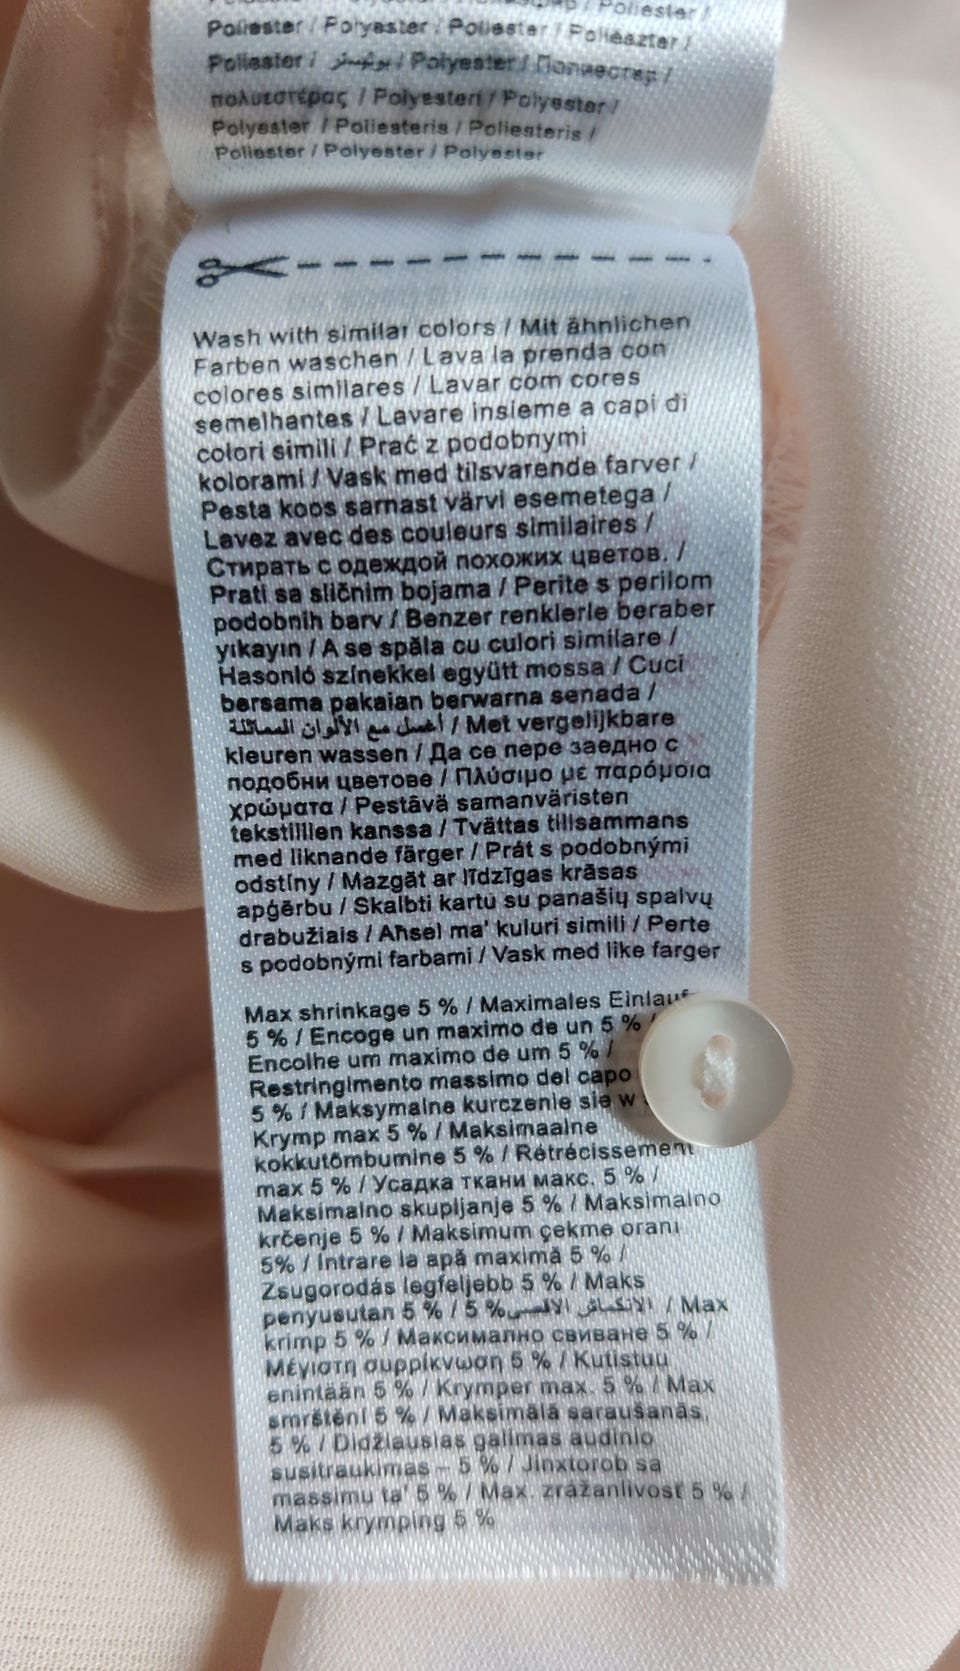 Poliester /
Poliester / Polyester / Poliester / Poliészter /
Poliester / بوليستر / Polyester / Полиестер /
πολυεστέρας / Polyesteri / Polyester /
Polyester / Poliesteris / Poliesteris /
Poliester / Polyester / Polyester
Wash with similar colors / Mit ähnlichen
Farben waschen / Lava la prenda con
colores similares / Lavar com cores
semelhantes / Lavare insieme a capi di
colori simili / Prać z podobnymi
kolorami / Vask med tilsvarende farver /
Pesta koos sarnast värvi esemetega /
Lavez avec des couleurs similaires /
Стирать с одеждой похожих цветов. /
Prati sa sličnim bojama / Perite s perilom
podobnih barv / Benzer renklerle beraber
yıkayın / A se spăla cu culori similare /
Hasonló színekkel együtt mossa / Cuci
bersama pakaian berwarna senada /
أغسل مع الألوان المماثلة / Met vergelijkbare
kleuren wassen / Да се пере заедно с
подобни цветове / Πλύσιμο με παρόμοια
χρώματα / Pestävä samanväristen
tekstiilien kanssa / Tvättas tillsammans
med liknande färger / Prát s podobnými
odstíny / Mazgāt ar līdzīgas krāsas
apģērbu / Skalbti kartu su panašių spalvų
drabužiais / Aħsel ma' kuluri simili / Perte
s podobnými farbami / Vask med like farger
Max shrinkage 5 % / Maximales
5 % / Encoge un maximo de un 5 % /
Encolhe um maximo de um 5 % /
Restringimento massimo del capo
5 % / Maksymalne kurczenie sie w
Krymp max 5 % / Maksimaalne
kokkutõmbumine 5 % / Rétrécissement
max 5 % / Усадка ткани макс. 5 % /
Maksimalno skupljanje 5 % / Maksimalno
krčenje 5 % / Maksimum çekme oranı
5% / Intrare la apă maximă 5 % /
Zsugorodás legfeljebb 5 % / Maks
penyusutan 5 % / 5 % الانكماش الاقصى / Max
krimp 5 % / Максимално свиване 5 % /
Μέγιστη συρρίκνωση 5 % / Kutistuu
enintään 5 % / Krymper max. 5 % / Max
smrštění 5 % / Maksimālā saraušanās,
5 % / Didžiausias galimas audinio
susitraukimas – 5 % / Jinxtorob sa
massimu ta' 5 % / Max. zrážanlivosť 5 % /
Maks krymping 5 %